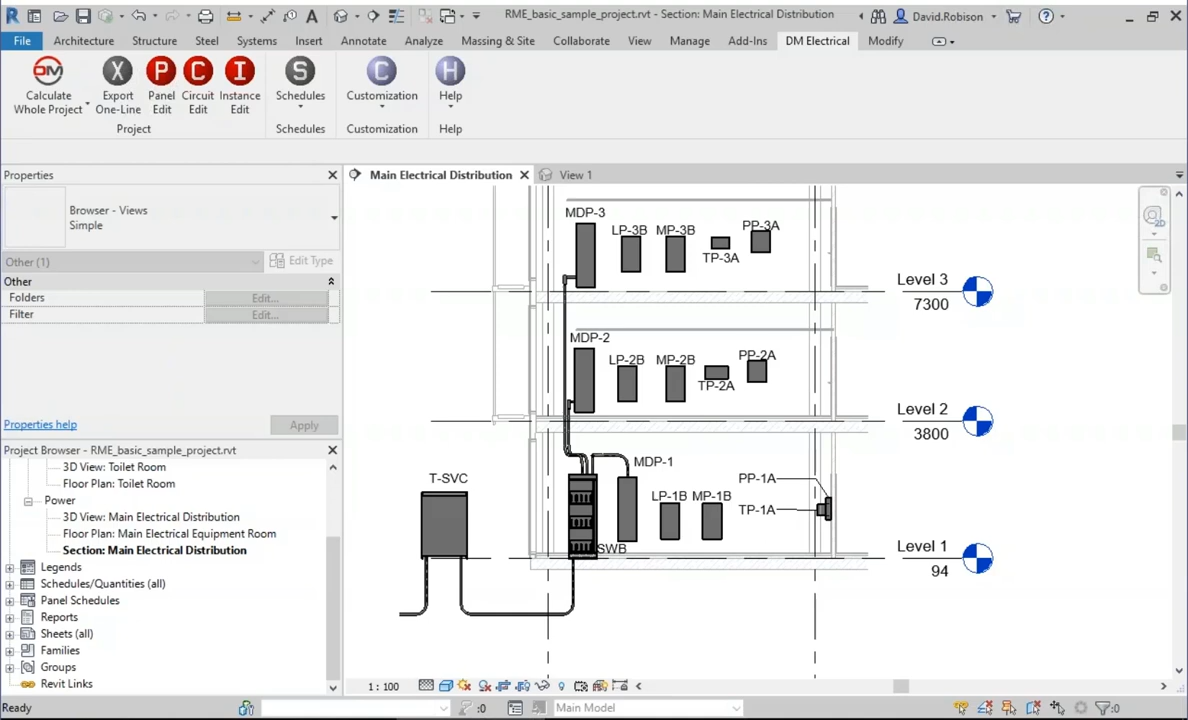 RME_basic_sample_project.rvt - Section: Main Electrical Distribution
David.Robison
File Architecture Structure Steel Systems Insert Annotate Analyze Massing & Site Collaborate View Manage Add-Ins DM Electrical Modify
DM X P C I S C H
Calculate Whole Project
Export One-Line
Panel Edit
Circuit Edit
Instance Edit
Schedules
Customization
Help
Project Schedules Customization Help
Properties
Browser - Views
Simple
Other (1) Edit Type
Other
Folders Edit...
Filter Edit...
Properties help Apply
Project Browser - RME_basic_sample_project.rvt
3D View: Toilet Room
Floor Plan: Toilet Room
Power
3D View: Main Electrical Distribution
Floor Plan: Main Electrical Equipment Room
Section: Main Electrical Distribution
Legends
Schedules/Quantities (all)
Panel Schedules
Reports
Sheets (all)
Families
Groups
Revit Links
Main Electrical Distribution View 1
2D
MDP-3
LP-3B MP-3B PP-3A
TP-3A
Level 3
7300
MDP-2
LP-2B MP-2B PP-2A
TP-2A
Level 2
3800
T-SVC
MDP-1
PP-1A
LP-1B MP-1B
TP-1A
SWB
Level 1
94
1 : 100
Ready :0 Main Model :0